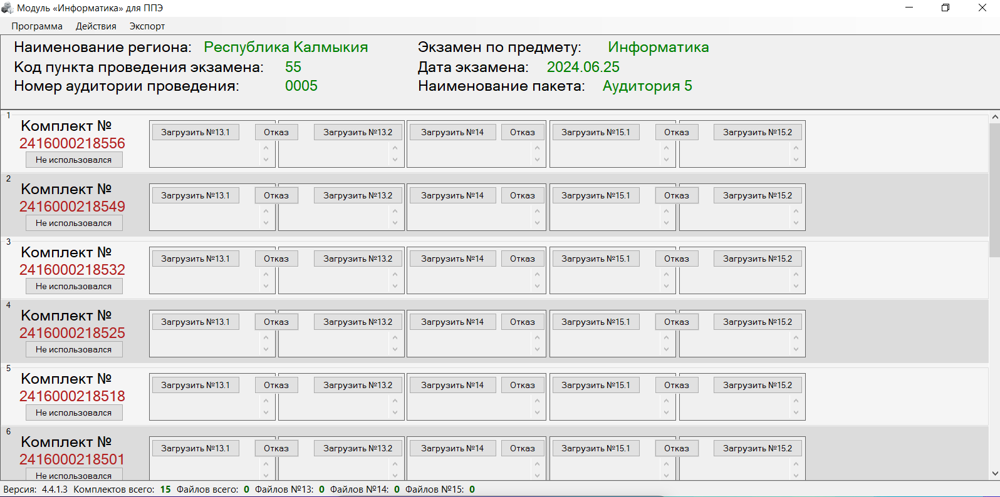 Модуль «Информатика» для ППЭ
Программа Действия Экспорт
Наименование региона: Республика Калмыкия Экзамен по предмету: Информатика
Код пункта проведения экзамена: 55 Дата экзамена: 2024.06.25
Номер аудитории проведения: 0005 Наименование пакета: Аудитория 5
1
Комплект №
2416000218556
Не использовался
Загрузить №13.1 Отказ Загрузить №13.2 Загрузить №14 Отказ Загрузить №15.1 Отказ Загрузить №15.2
2
Комплект №
2416000218549
Не использовался
Загрузить №13.1 Отказ Загрузить №13.2 Загрузить №14 Отказ Загрузить №15.1 Отказ Загрузить №15.2
3
Комплект №
2416000218532
Не использовался
Загрузить №13.1 Отказ Загрузить №13.2 Загрузить №14 Отказ Загрузить №15.1 Отказ Загрузить №15.2
4
Комплект №
2416000218525
Не использовался
Загрузить №13.1 Отказ Загрузить №13.2 Загрузить №14 Отказ Загрузить №15.1 Отказ Загрузить №15.2
5
Комплект №
2416000218518
Не использовался
Загрузить №13.1 Отказ Загрузить №13.2 Загрузить №14 Отказ Загрузить №15.1 Отказ Загрузить №15.2
6
Комплект №
2416000218501
Не использовался
Загрузить №13.1 Отказ Загрузить №13.2 Загрузить №14 Отказ Загрузить №15.1 Отказ Загрузить №15.2
Версия: 4.4.1.3 Комплектов всего: 15 Файлов всего: 0 Файлов №13: 0 Файлов №14: 0 Файлов №15: 0